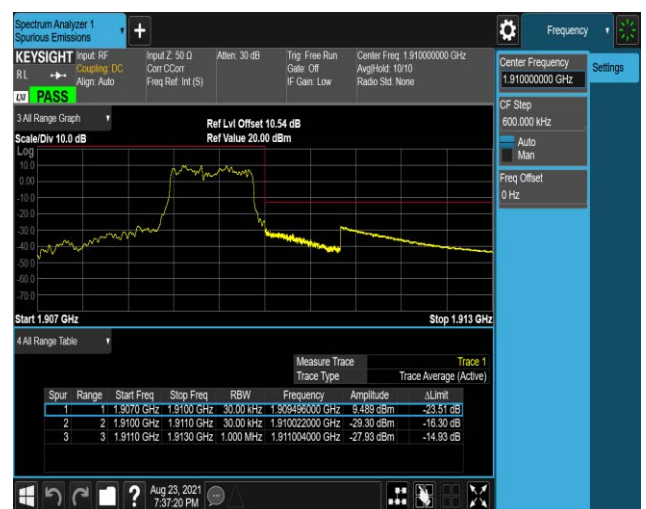 Spectrum Analyzer 1
Spurious Emissions
Frequency
KEYSIGHT
RL
Input: RF
Coupling: DC
Align: Auto
Input Z: 50 Ω
Corr CCorr
Freq Ref: Int (S)
Atten: 30 dB
Trig: Free Run
Gate: Off
IF Gain: Low
Center Freq: 1.910000000 GHz
Avg|Hold: 10/10
Radio Std: None
LXI PASS
Center Frequency
1.910000000 GHz
Settings
CF Step
600.000 kHz
Auto
Man
Freq Offset
0 Hz
3 All Range Graph
Ref Lvl Offset 10.54 dB
Scale/Div 10.0 dB
Ref Value 20.00 dBm
Log
10.0
0.00
-10.0
-20.0
-30.0
-40.0
-50.0
-60.0
-70.0
Start 1.907 GHz
Stop 1.913 GHz
4 All Range Table
Measure Trace Trace 1
Trace Type Trace Average (Active)
Spur Range Start Freq Stop Freq RBW Frequency Amplitude ΔLimit
1 1 1.9070 GHz 1.9100 GHz 30.00 kHz 1.909496000 GHz 9.489 dBm -23.51 dB
2 2 1.9100 GHz 1.9110 GHz 30.00 kHz 1.910022000 GHz -29.30 dBm -16.30 dB
3 3 1.9110 GHz 1.9130 GHz 1.000 MHz 1.911004000 GHz -27.93 dBm -14.93 dB
Aug 23, 2021
7:37:20 PM